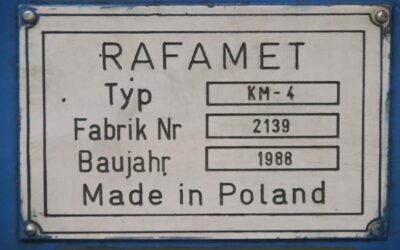 RAFAMET
Typ KM-4
Fabrik Nr 2139
Baujahr 1988
Made in Poland